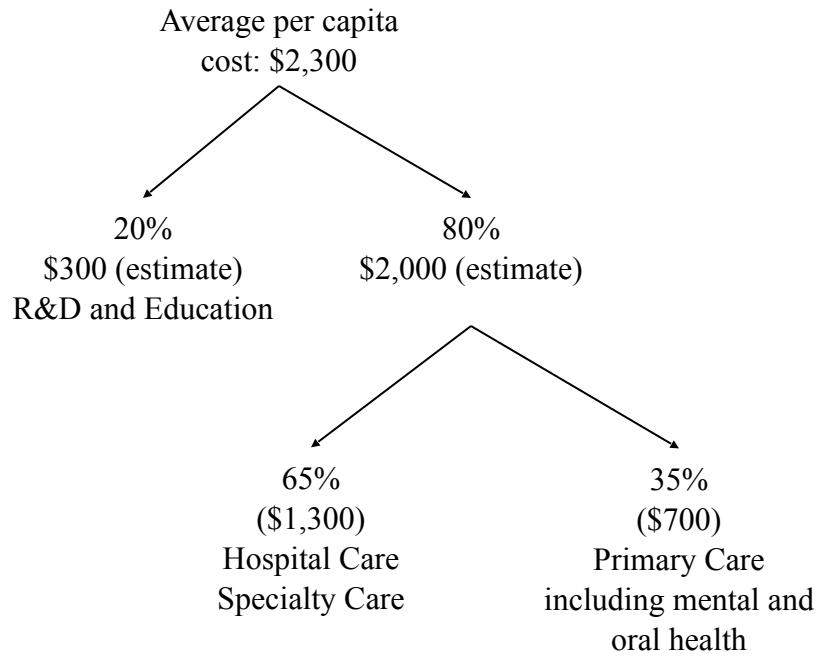 Average per capita
cost: $2,300
20%
$300 (estimate)
R&D and Education
80%
$2,000 (estimate)
65%
($1,300)
Hospital Care
Specialty Care
35%
($700)
Primary Care
including mental and
oral health